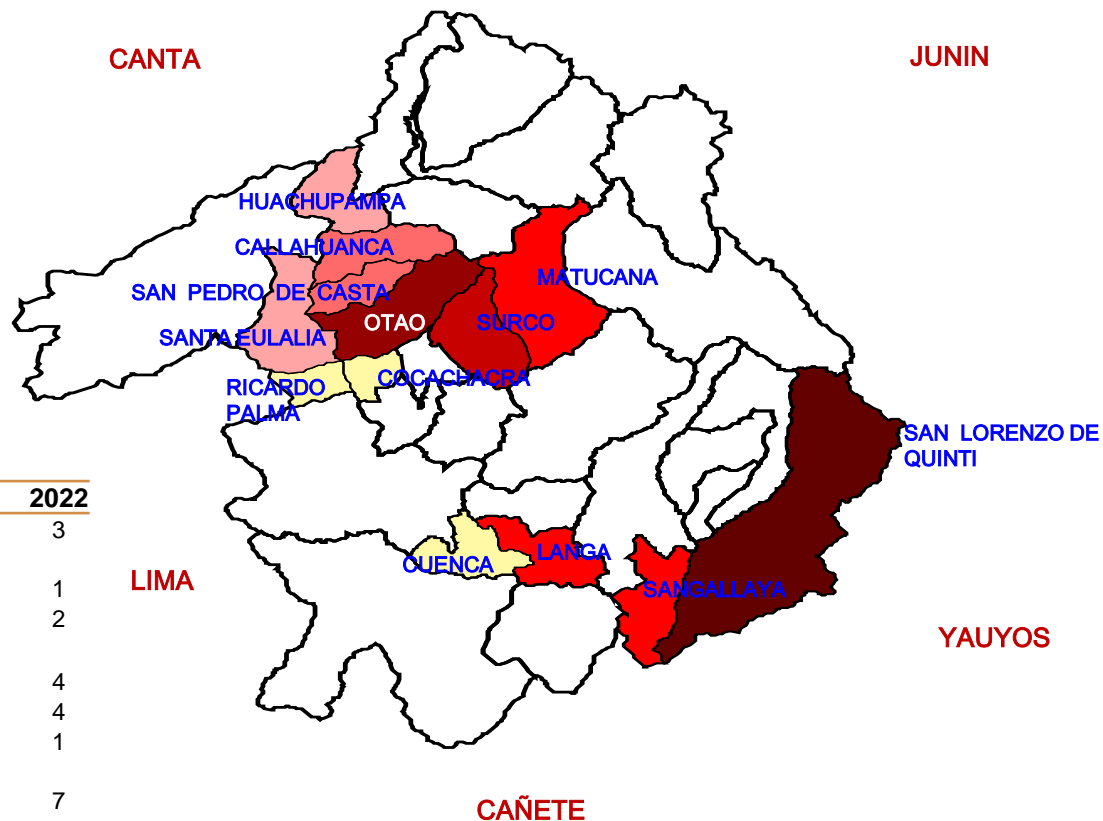 CANTA
JUNIN
HUACHUPAMPA
CALLAHUANCA
MATUCANA
SAN PEDRO DE CASTA
OTAO
SURCO
SANTA EULALIA
COCACHACRA
RICARDO
PALMA
SAN LORENZO DE
QUINTI
2022
3
LANGA
CUENCA
LIMA
1
SANGALLAYA
2
YAUYOS
4
4
1
7
CAÑETE